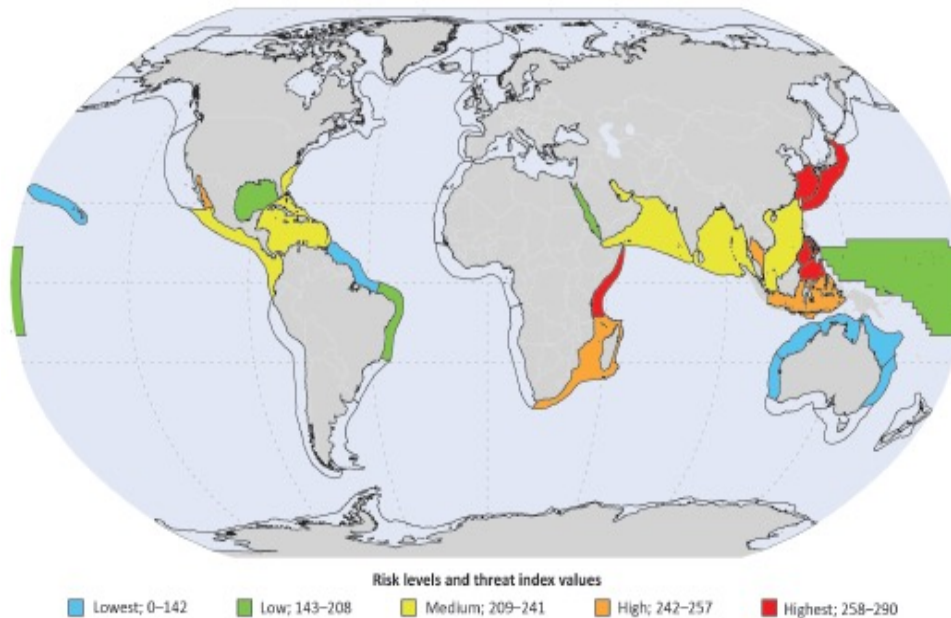 Risk levels and threat index values
Lowest; 0–142 Low; 143–208 Medium; 209–241 High; 242–257 Highest; 258–290